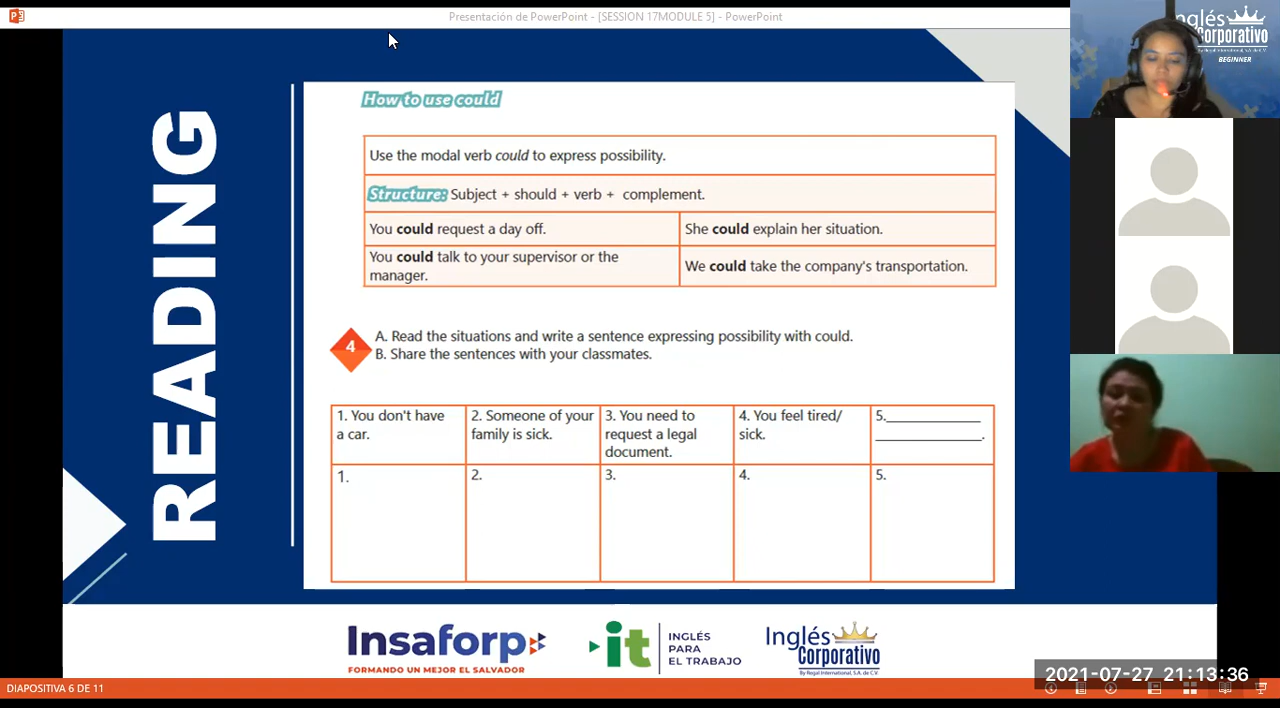 Presentación de PowerPoint - [SESSION 17MODULE 5] - PowerPoint
Inglés
Corporativo
BEGINNER
READING
How to use could
Use the modal verb could to express possibility.
Structure: Subject + should + verb + complement.
You could request a day off.
She could explain her situation.
You could talk to your supervisor or the
manager.
We could take the company's transportation.
4
A. Read the situations and write a sentence expressing possibility with could.
B. Share the sentences with your classmates.
1. You don't have
a car.
2. Someone of your
family is sick.
3. You need to
request a legal
document.
4. You feel tired/
sick.
5.______________
________________.
1.
2.
3.
4.
5.
Insaforp
FORMANDO UN MEJOR EL SALVADOR
it
INGLÉS
PARA
EL TRABAJO
Inglés
Corporativo
By Regal International, S.A. de C.V.
2021-07-27 21:13:36
DIAPOSITIVA 6 DE 11